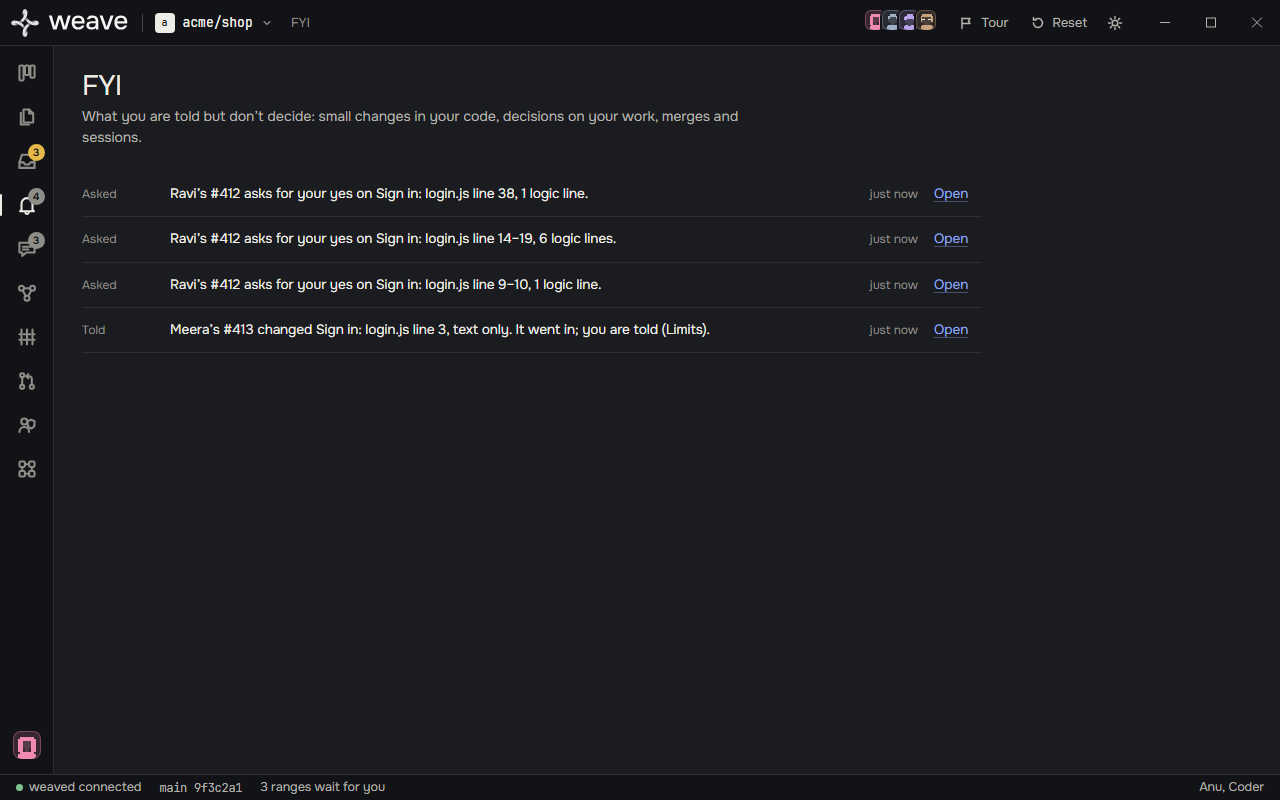 weave
a acme/shop FYI Tour Reset
3
4
3
FYI
What you are told but don’t decide: small changes in your code, decisions on your work, merges and
sessions.
Asked Ravi’s #412 asks for your yes on Sign in: login.js line 38, 1 logic line. just now Open
Asked Ravi’s #412 asks for your yes on Sign in: login.js line 14–19, 6 logic lines. just now Open
Asked Ravi’s #412 asks for your yes on Sign in: login.js line 9–10, 1 logic line. just now Open
Told Meera’s #413 changed Sign in: login.js line 3, text only. It went in; you are told (Limits). just now Open
weaved connected main 9f3c2a1 3 ranges wait for you Anu, Coder